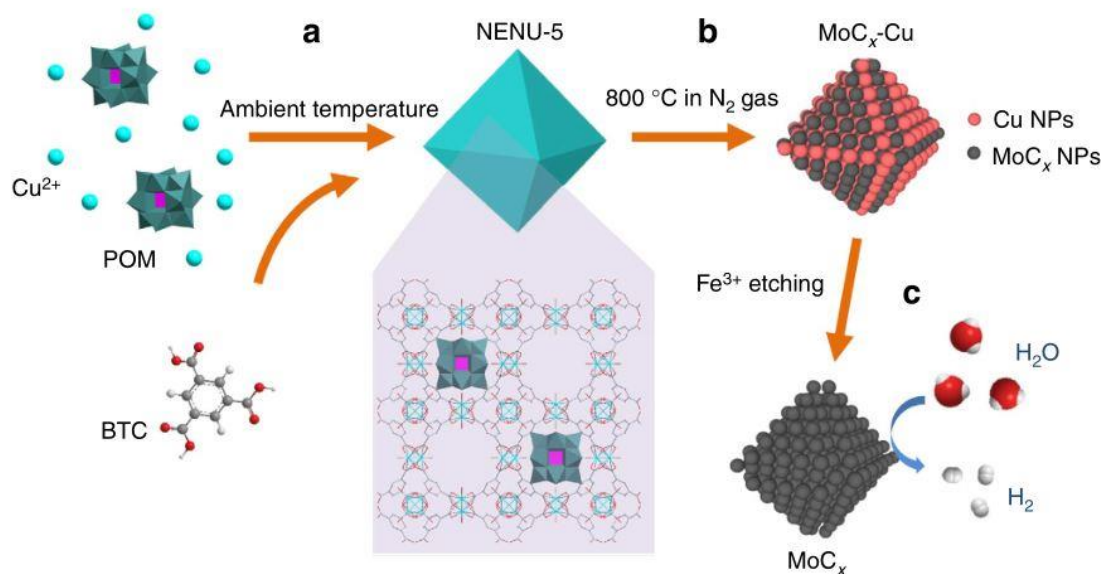 a
NENU-5
b
MoCₓ-Cu
Ambient temperature
800 °C in N₂ gas
Cu NPs
MoCₓ NPs
Cu²⁺
POM
Fe³⁺ etching
c
H₂O
BTC
H₂
MoCₓ